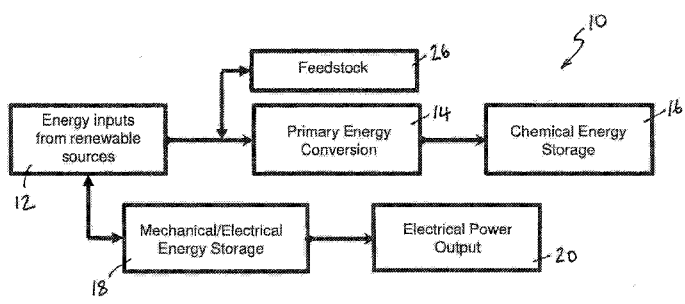 10
Feedstock
26
Energy inputs
from renewable
sources
12
Primary Energy
Conversion
14
Chemical Energy
Storage
16
Mechanical/Electrical
Energy Storage
18
Electrical Power
Output
20